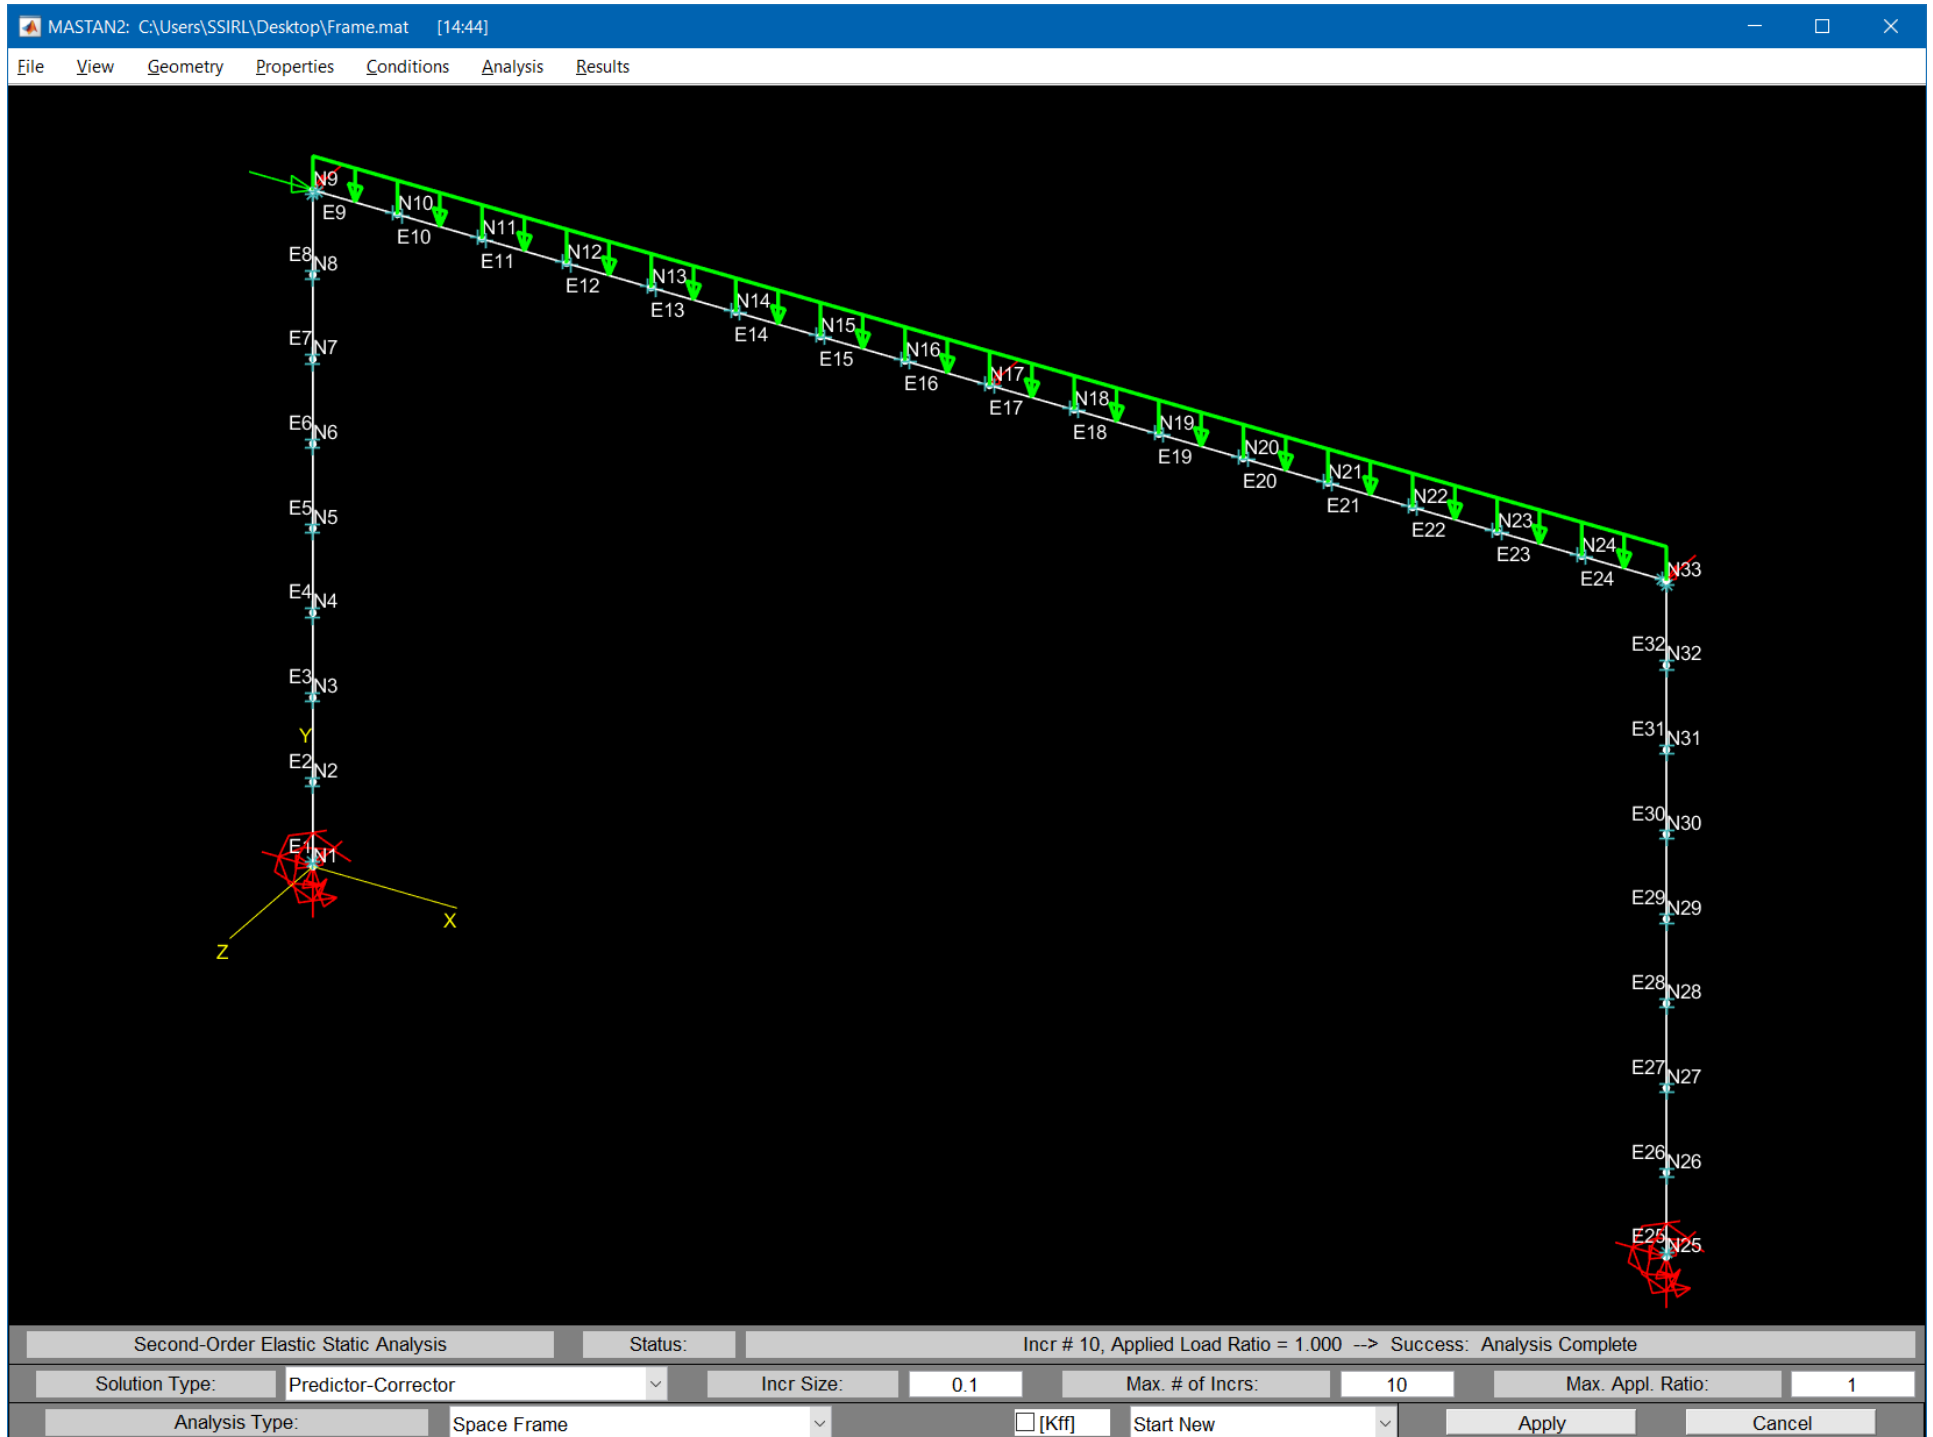 MASTAN2: C:\Users\SSIRL\Desktop\Frame.mat [14:44]
File View Geometry Properties Conditions Analysis Results
N9
E9
N10
E10
N11
E11
N12
E12
N13
E13
N14
E14
N15
E15
N16
E16
N17
E17
N18
E18
N19
E19
N20
E20
N21
E21
N22
E22
N23
E23
N24
E24
N33
E8 N8
E7 N7
E6 N6
E5 N5
E4 N4
E3 N3
Y
E2 N2
E1 N1
X
Z
E32 N32
E31 N31
E30 N30
E29 N29
E28 N28
E27 N27
E26 N26
E25 N25
Second-Order Elastic Static Analysis Status: Incr # 10, Applied Load Ratio = 1.000 --> Success: Analysis Complete
Solution Type: Predictor-Corrector Incr Size: 0.1 Max. # of Incrs: 10 Max. Appl. Ratio: 1
Analysis Type: Space Frame [Kff] Start New Apply Cancel